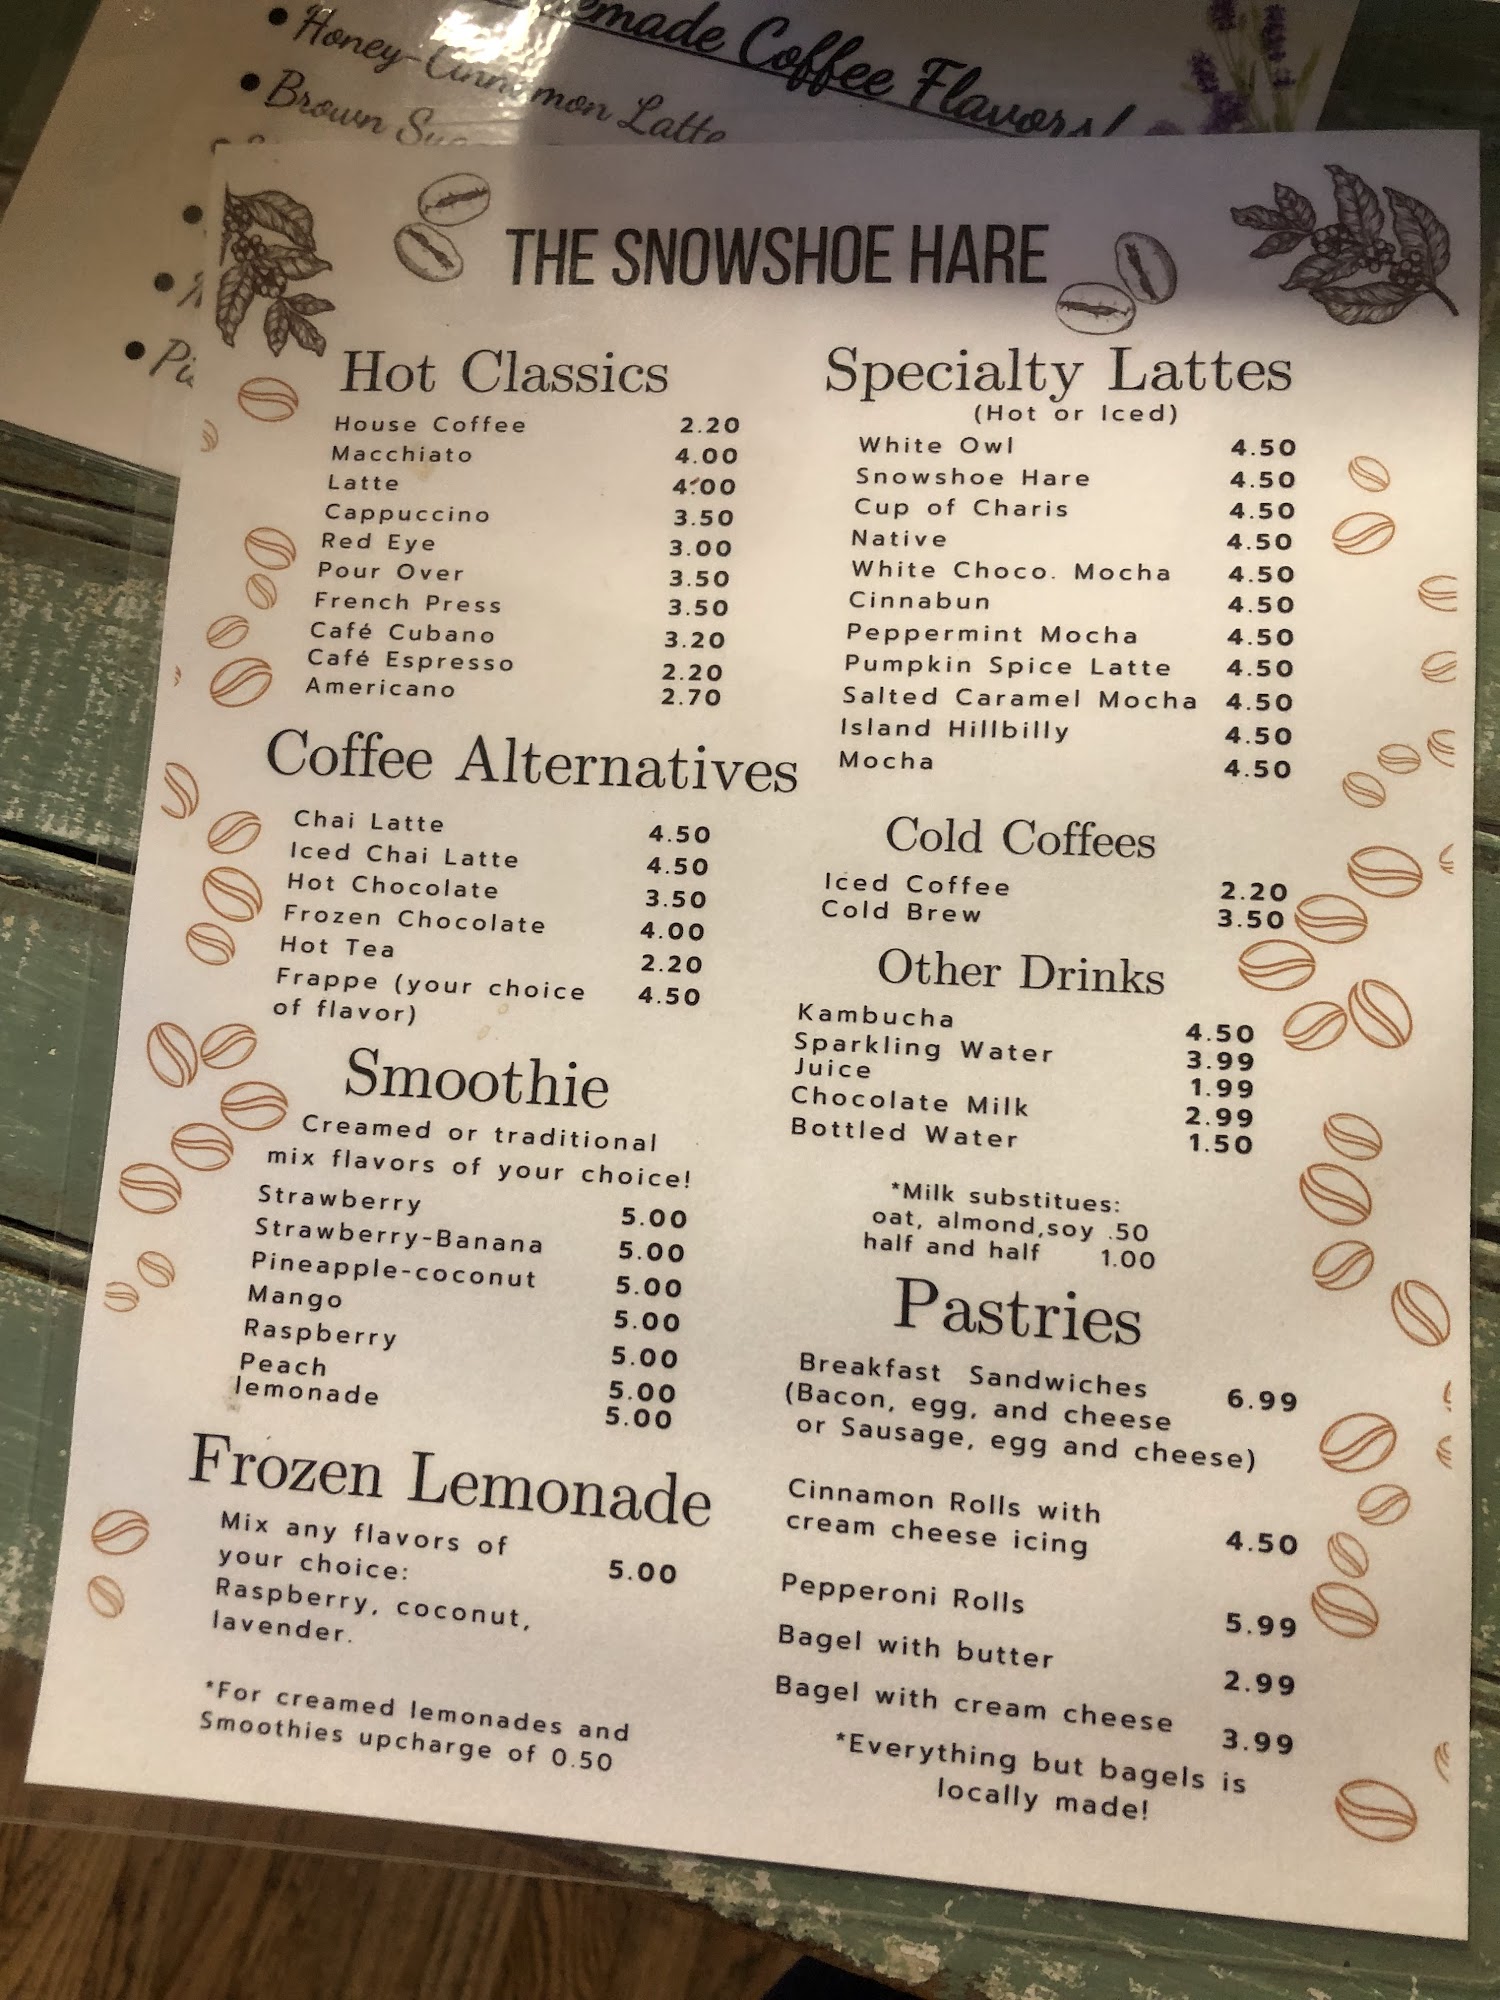 Coffee Flavors!
• Honey-Cinnamon Latte
• Brown
THE SNOWSHOE HARE
Hot Classics
House Coffee 2.20
Macchiato 4.00
Latte 4.00
Cappuccino 3.50
Red Eye 3.00
Pour Over 3.50
French Press 3.50
Café Cubano 3.20
Café Espresso 2.20
Americano 2.70
Coffee Alternatives
Chai Latte 4.50
Iced Chai Latte 4.50
Hot Chocolate 3.50
Frozen Chocolate 4.00
Hot Tea 2.20
Frappe (your choice 4.50
of flavor)
Smoothie
Creamed or traditional
mix flavors of your choice!
Strawberry 5.00
Strawberry-Banana 5.00
Pineapple-coconut 5.00
Mango 5.00
Raspberry 5.00
Peach 5.00
lemonade 5.00
Frozen Lemonade
Mix any flavors of
your choice: 5.00
Raspberry, coconut,
lavender.
*For creamed lemonades and
Smoothies upcharge of 0.50
Specialty Lattes
(Hot or Iced)
White Owl 4.50
Snowshoe Hare 4.50
Cup of Charis 4.50
Native 4.50
White Choco. Mocha 4.50
Cinnabun 4.50
Peppermint Mocha 4.50
Pumpkin Spice Latte 4.50
Salted Caramel Mocha 4.50
Island Hillbilly 4.50
Mocha 4.50
Cold Coffees
Iced Coffee 2.20
Cold Brew 3.50
Other Drinks
Kambucha 4.50
Sparkling Water 3.99
Juice 1.99
Chocolate Milk 2.99
Bottled Water 1.50
*Milk substitues:
oat, almond,soy .50
half and half 1.00
Pastries
Breakfast Sandwiches 6.99
(Bacon, egg, and cheese
or Sausage, egg and cheese)
Cinnamon Rolls with
cream cheese icing 4.50
Pepperoni Rolls 5.99
Bagel with butter 2.99
Bagel with cream cheese 3.99
*Everything but bagels is
locally made!